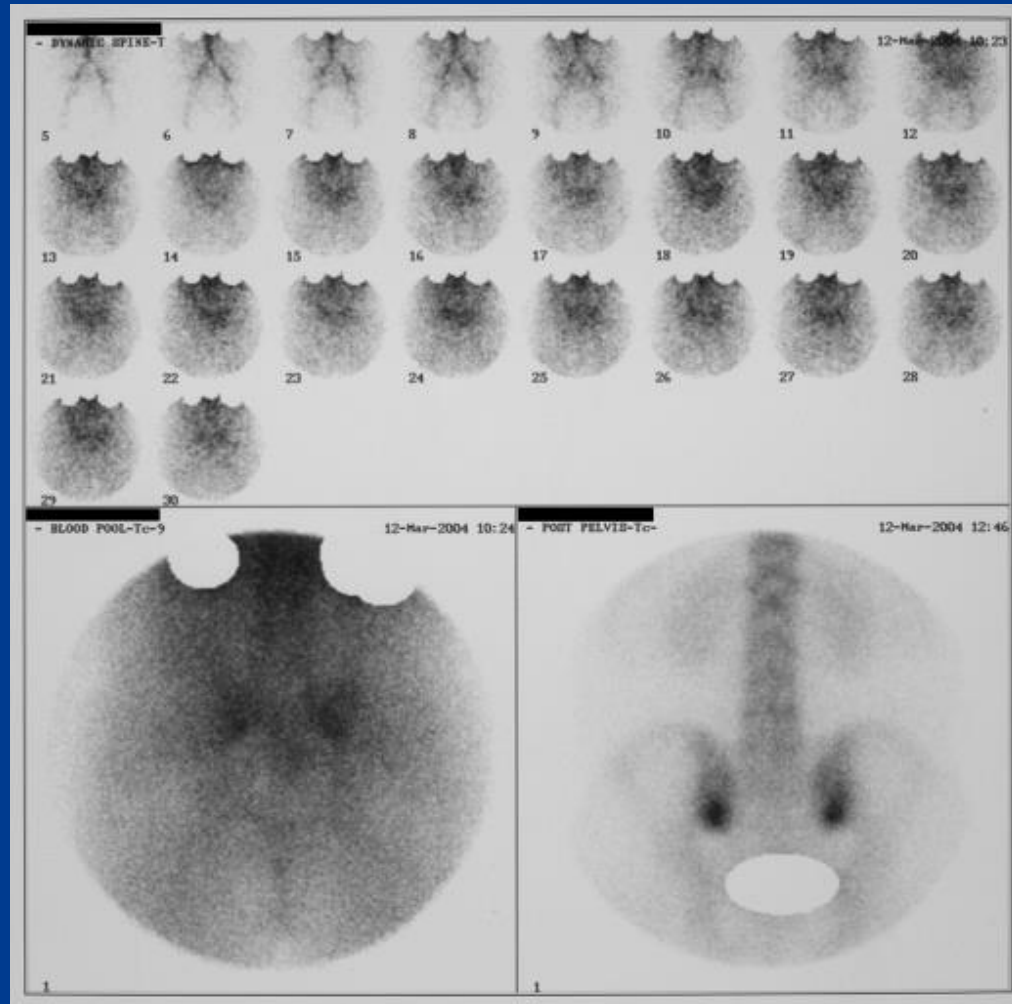 - DYNAMIC SPINE-T 12-Mar-2004 10:23
5 6 7 8 9 10 11 12
13 14 15 16 17 18 19 20
21 22 23 24 25 26 27 28
29 30
- BLOOD POOL-Tc-9 12-Mar-2004 10:24
1
- POST PELVIS-Tc- 12-Mar-2004 12:46
1